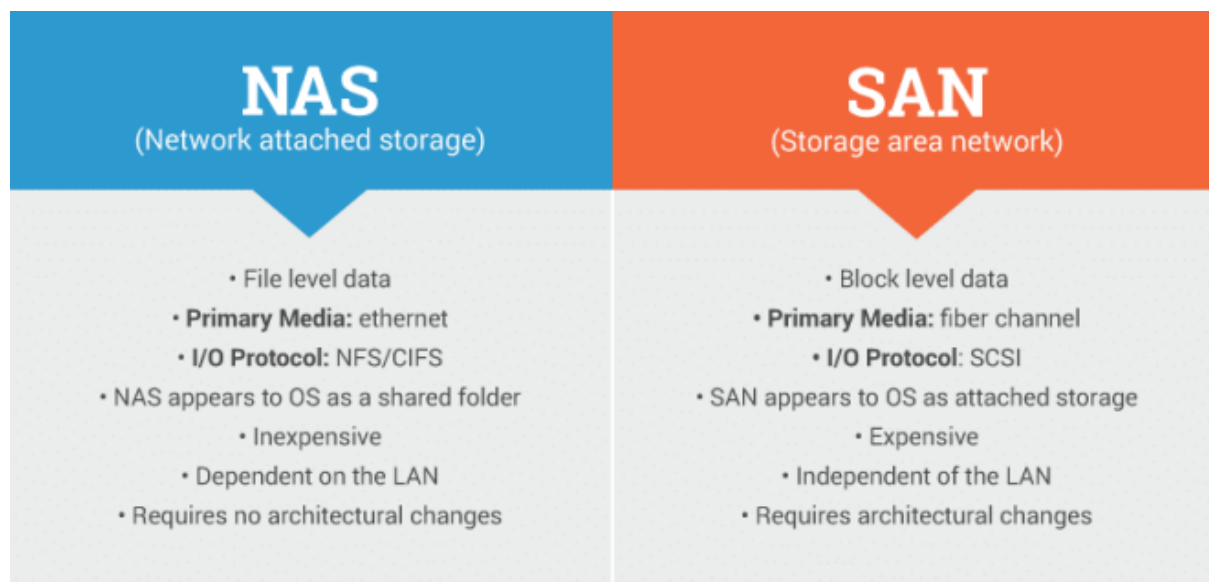 NAS
(Network attached storage)
• File level data
• Primary Media: ethernet
• I/O Protocol: NFS/CIFS
• NAS appears to OS as a shared folder
• Inexpensive
• Dependent on the LAN
• Requires no architectural changes
SAN
(Storage area network)
• Block level data
• Primary Media: fiber channel
• I/O Protocol: SCSI
• SAN appears to OS as attached storage
• Expensive
• Independent of the LAN
• Requires architectural changes